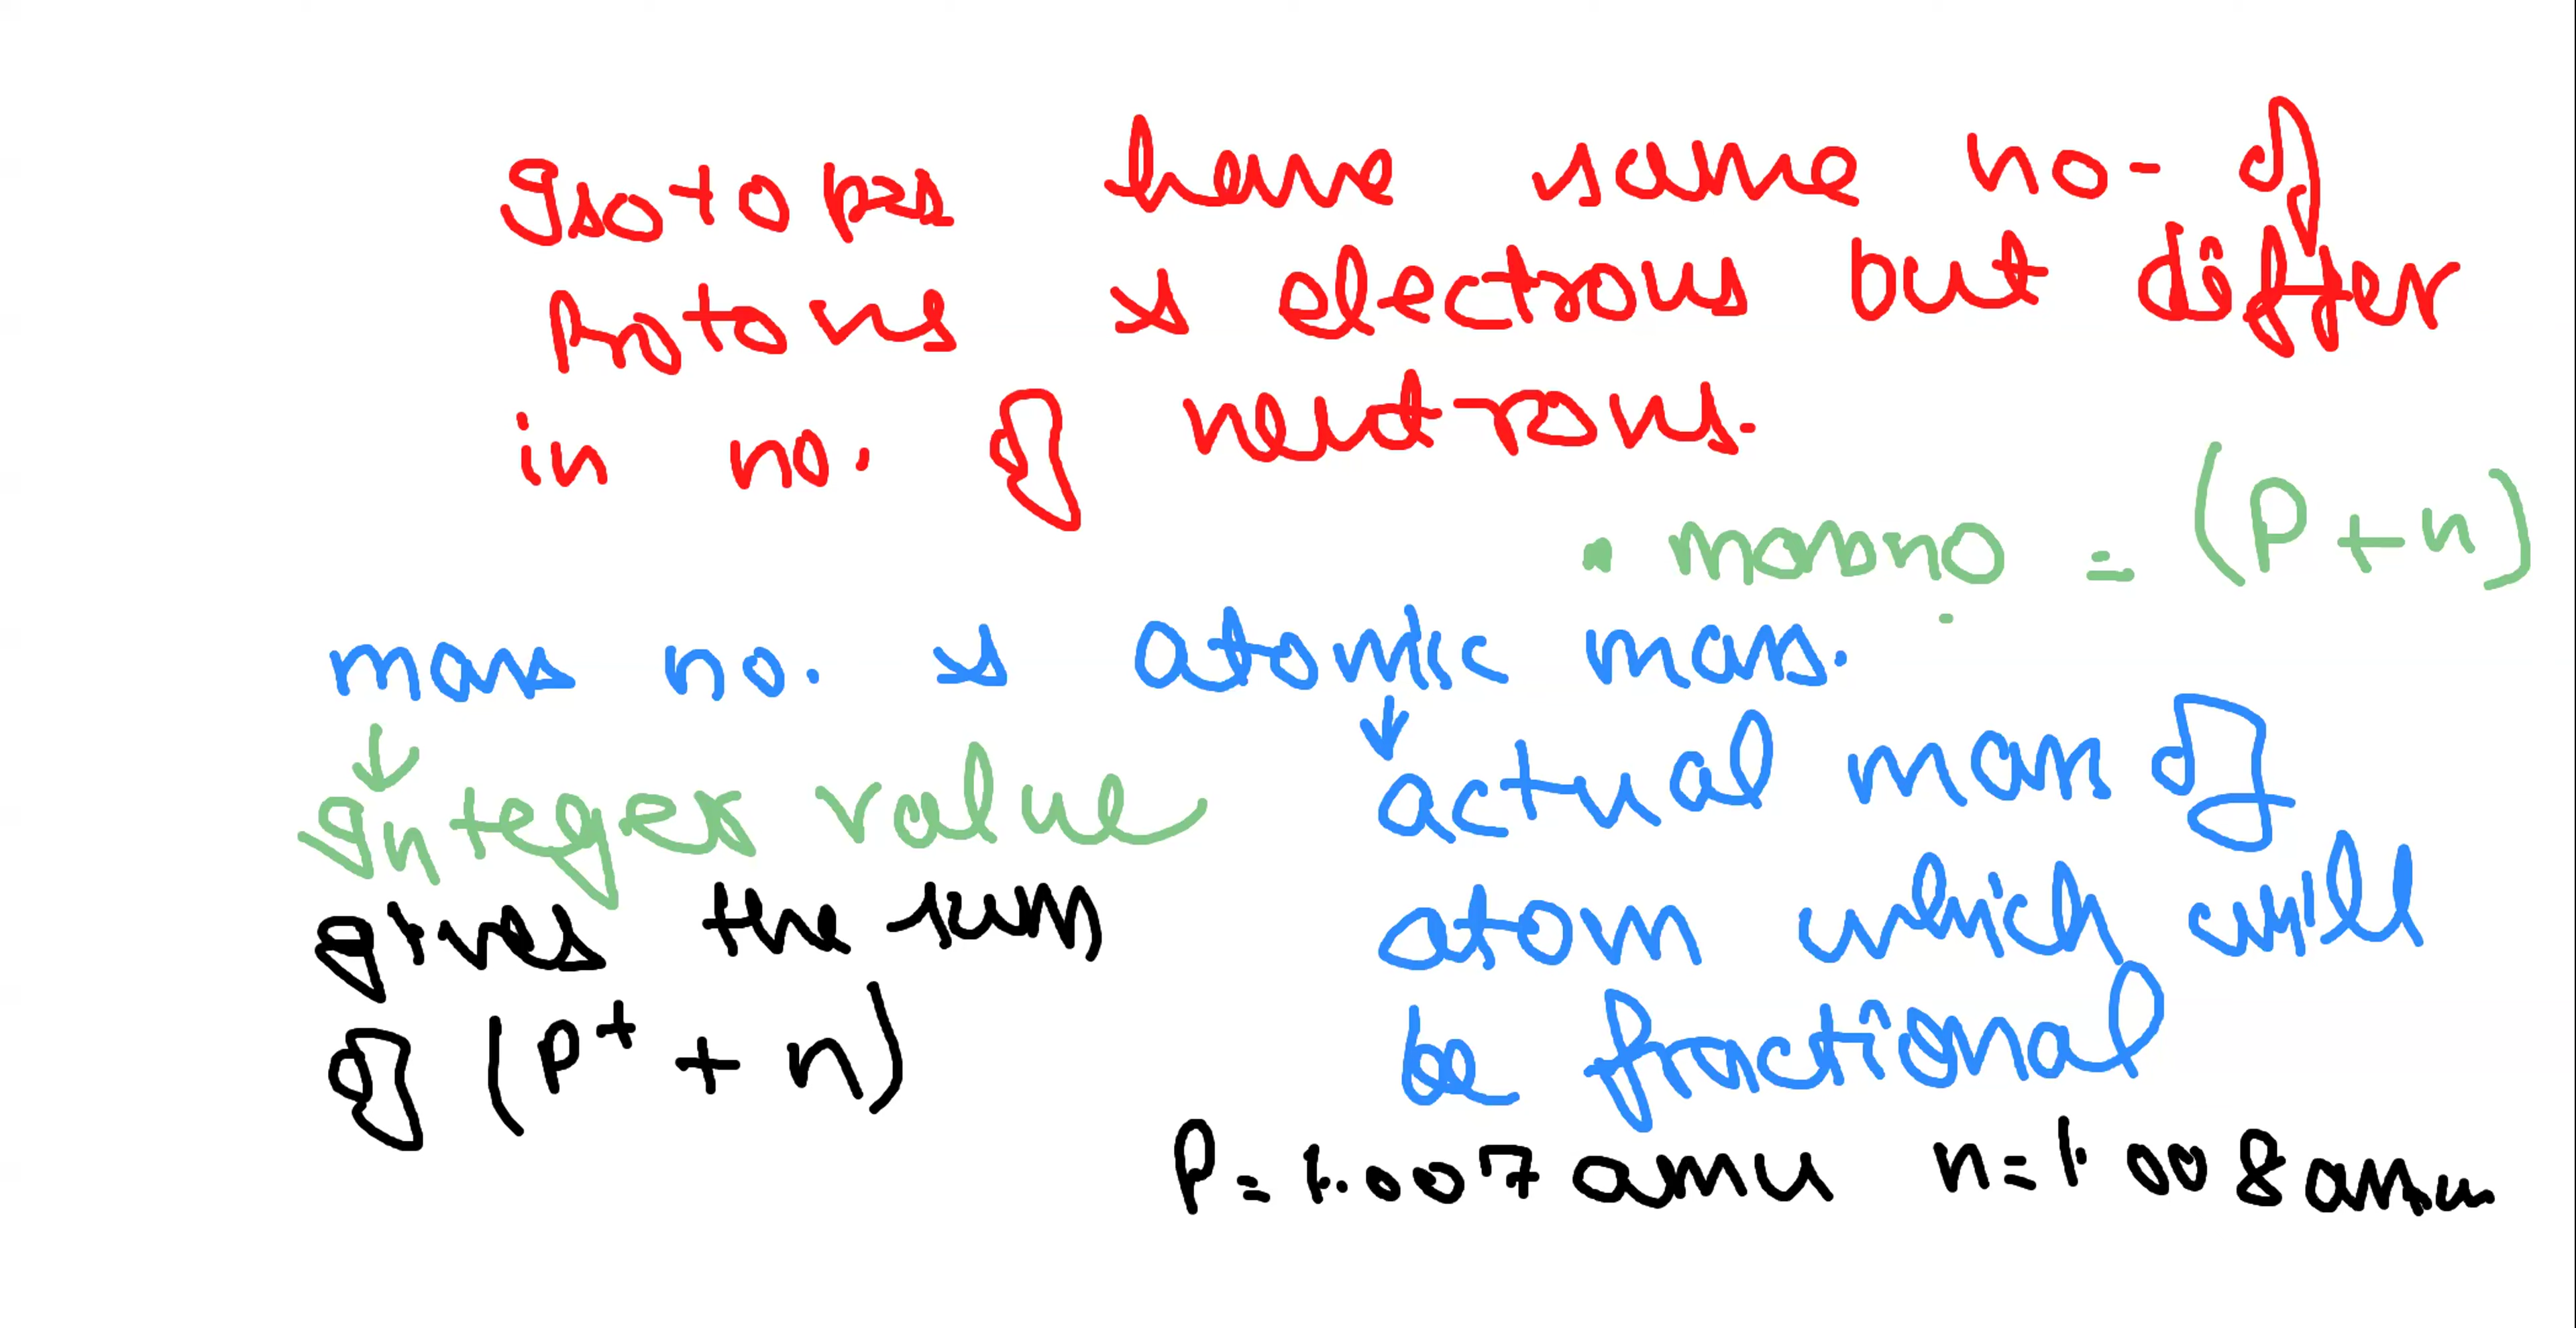 Isotopes have same no. of
Protons & electrons but differ
in no. of neutrons.
• mass no. = (P+n)
mass no. & atomic mass.
↓ ↓
Integer value
actual mass of
gives the sum
atom which will
of (P⁺ + n)
be fractional
P = 1.007 amu n = 1.008 amu